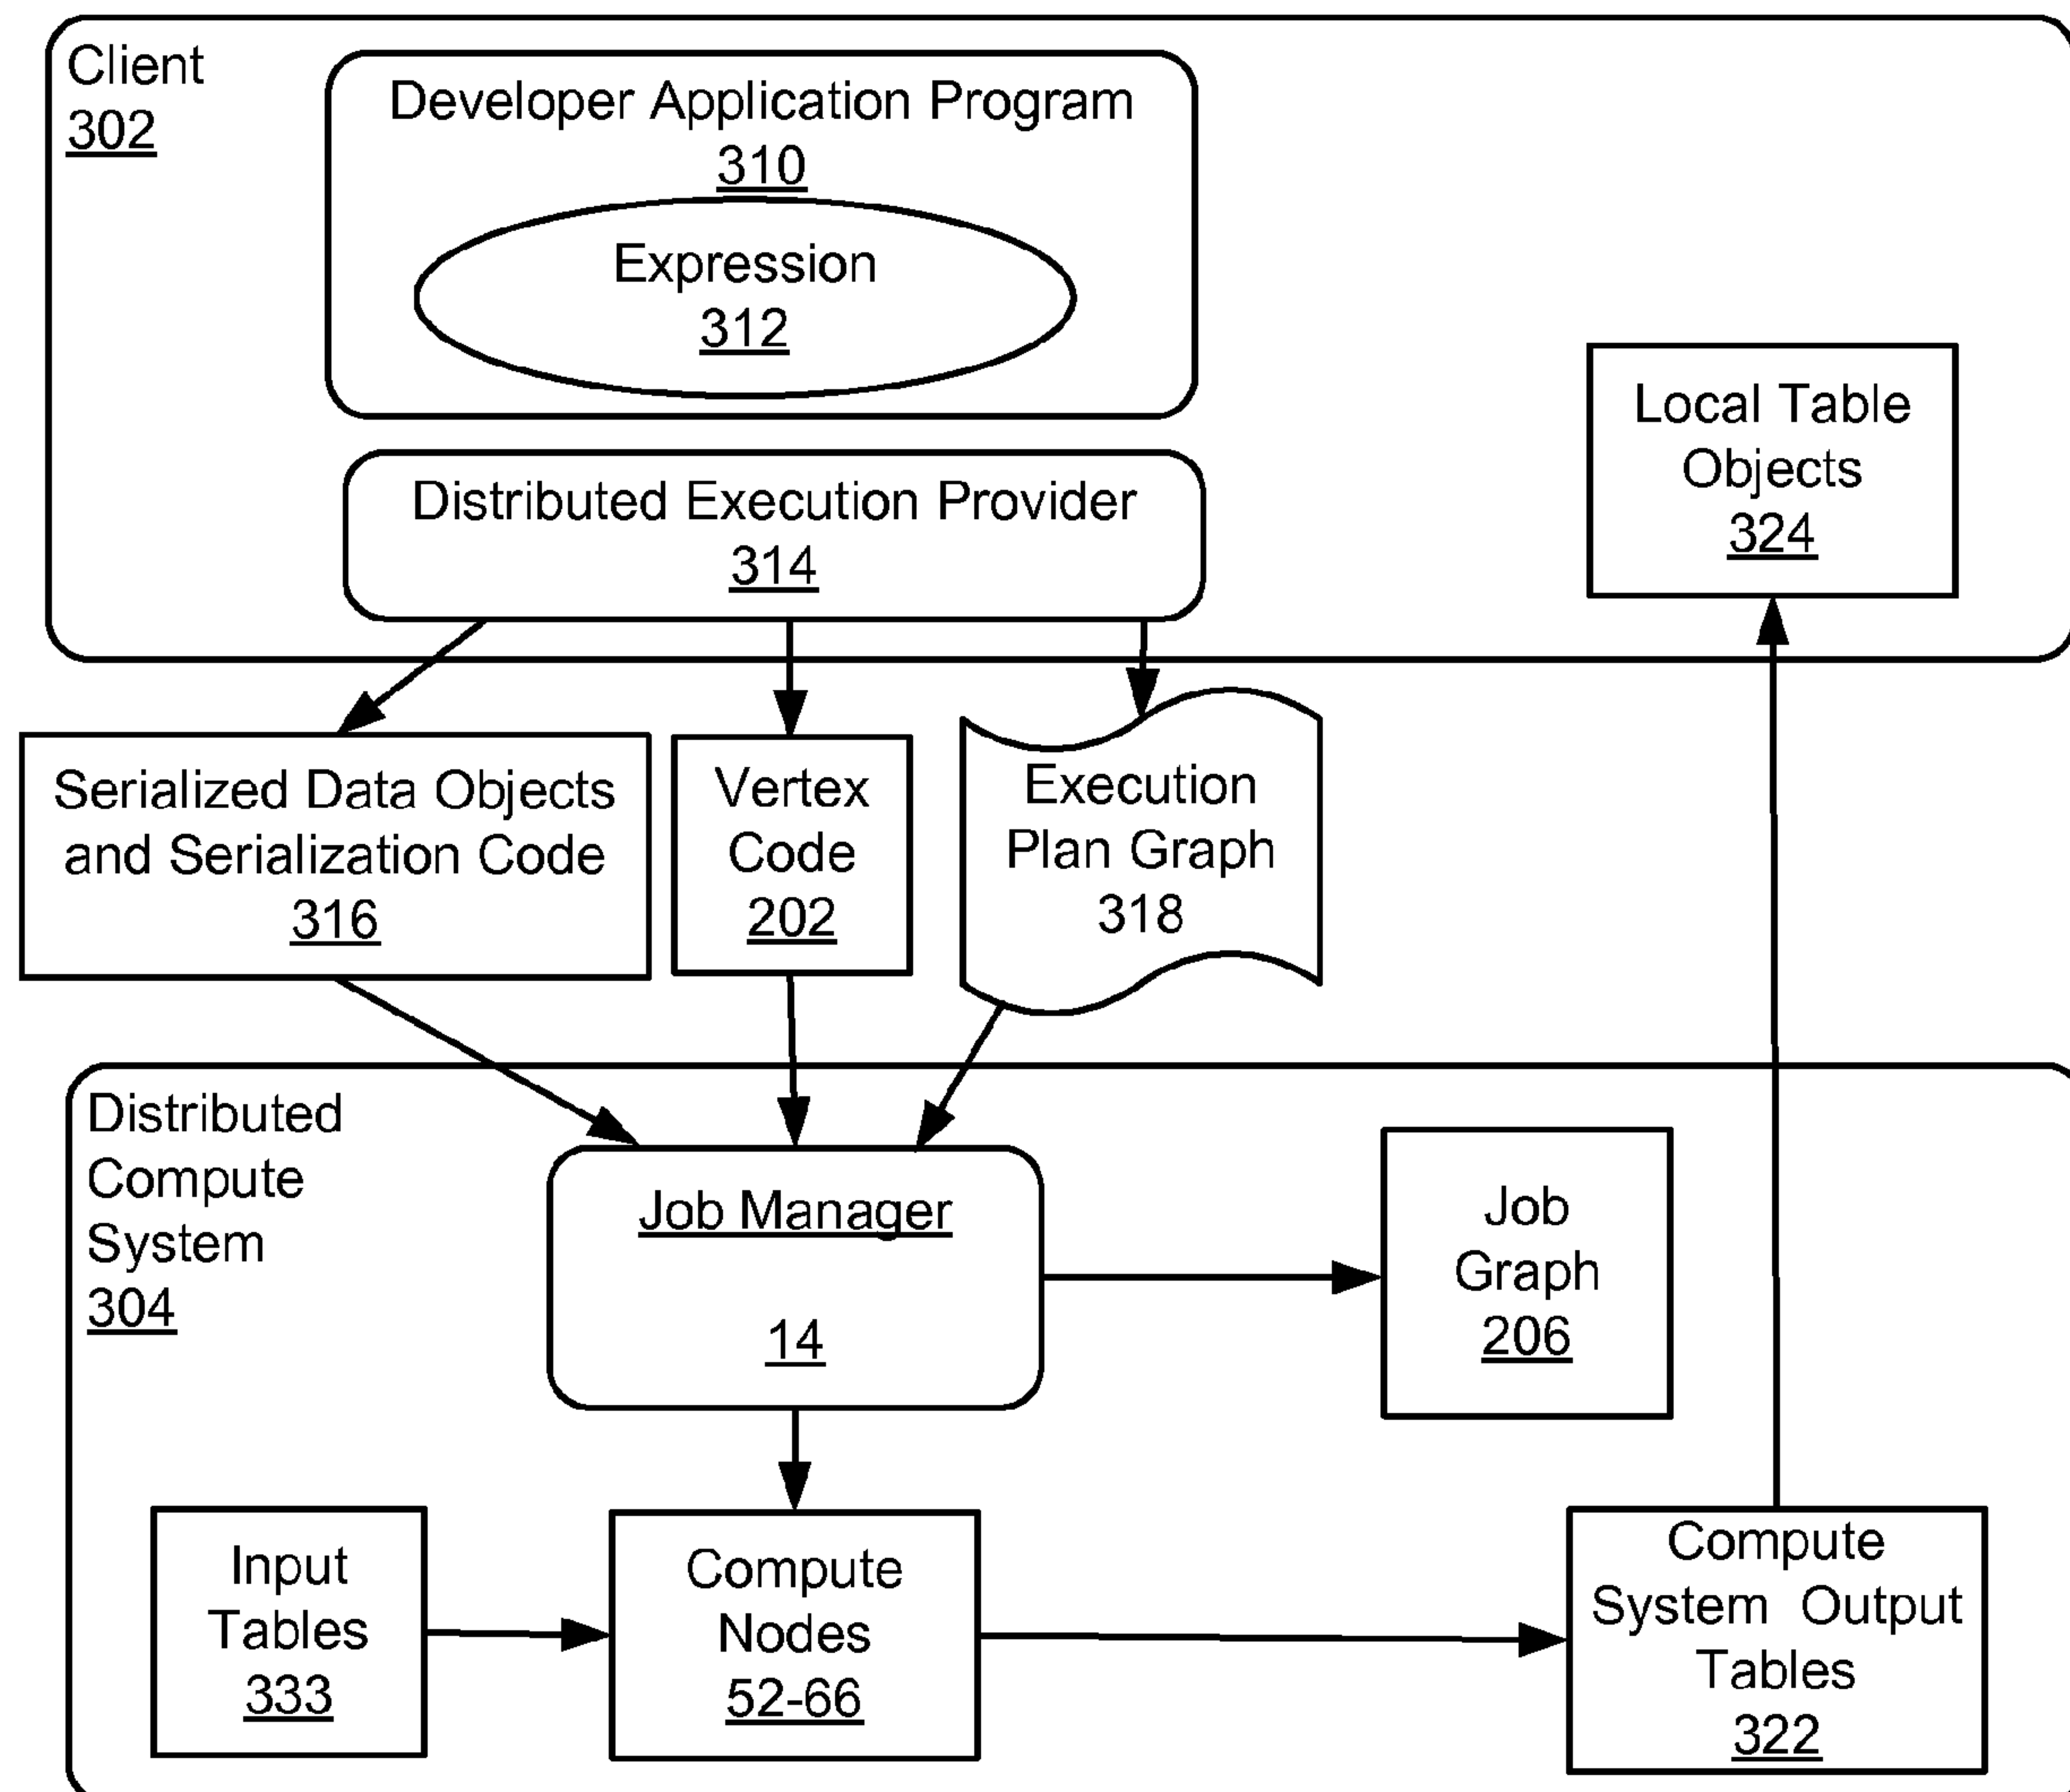 Client
302
Developer Application Program
310
Expression
312
Local Table
Objects
324
Distributed Execution Provider
314
Serialized Data Objects
and Serialization Code
316
Vertex
Code
202
Execution
Plan Graph
318
Distributed
Compute
System
304
Job Manager
14
Job
Graph
206
Input
Tables
333
Compute
Nodes
52-66
Compute
System Output
Tables
322